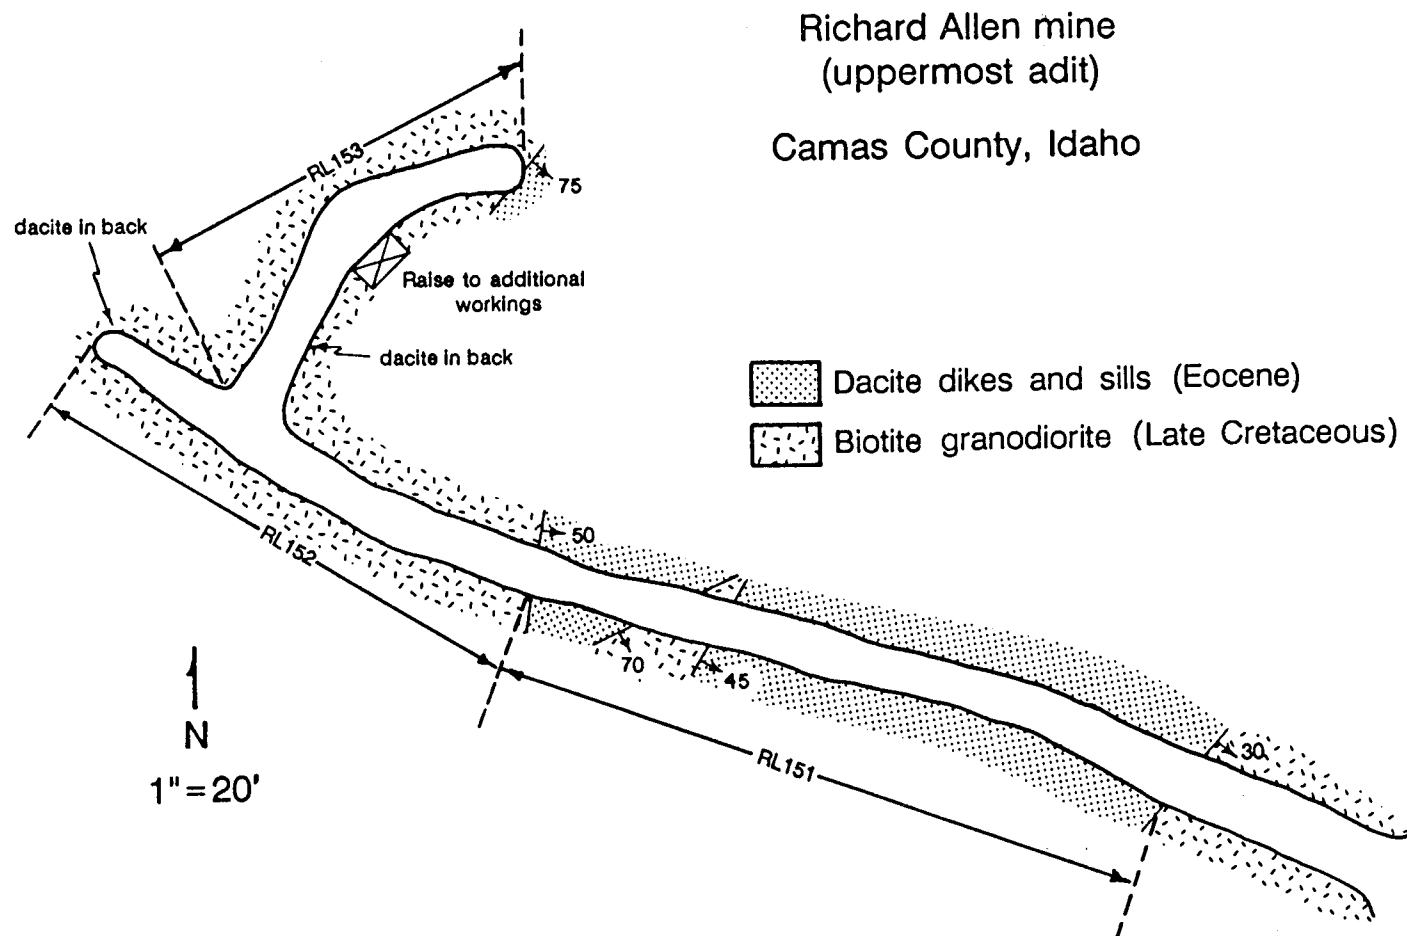 Richard Allen mine
(uppermost adit)
Camas County, Idaho
RL153
75
dacite in back
Raise to additional
workings
dacite in back
Dacite dikes and sills (Eocene)
Biotite granodiorite (Late Cretaceous)
50
RL152
70
45
N
1"=20'
RL151
30